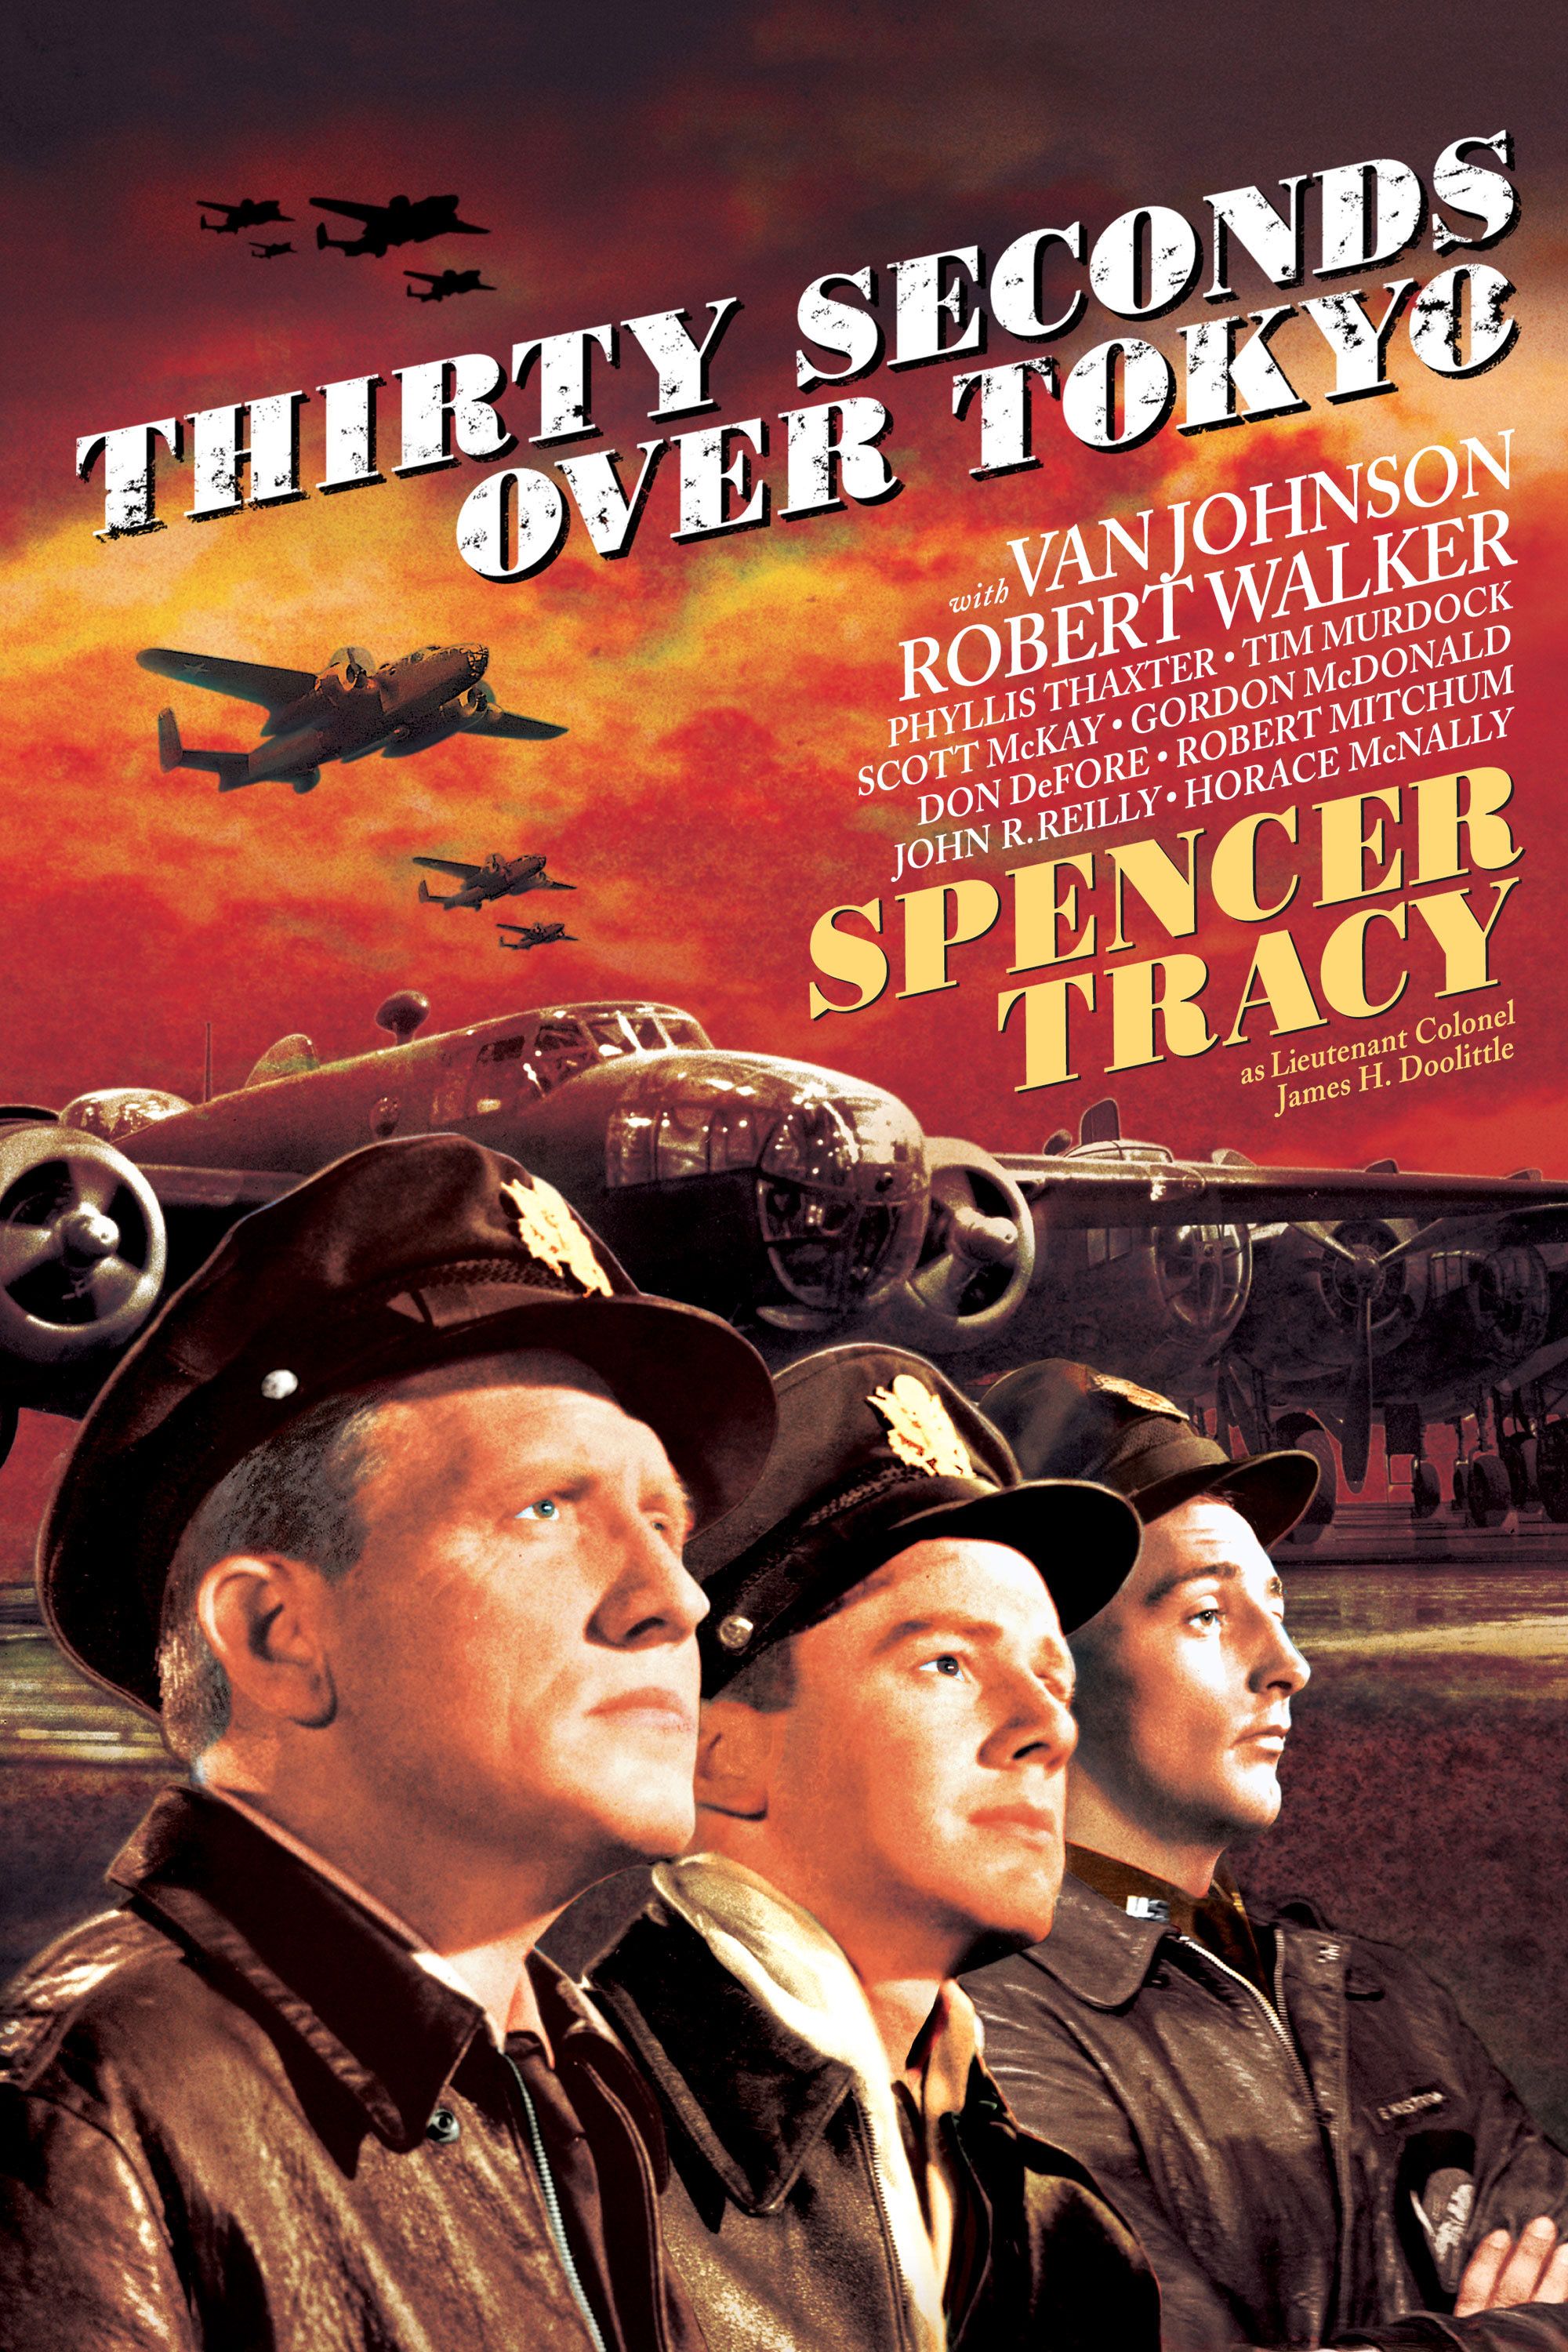 THIRTY SECONDS
OVER TOKYO
with VAN JOHNSON
ROBERT WALKER
PHYLLIS THAXTER • TIM MURDOCK
SCOTT McKAY • GORDON McDONALD
DON DeFORE • ROBERT MITCHUM
JOHN R. REILLY • HORACE McNALLY
SPENCER
TRACY
as Lieutenant Colonel
James H. Doolittle
U.S.